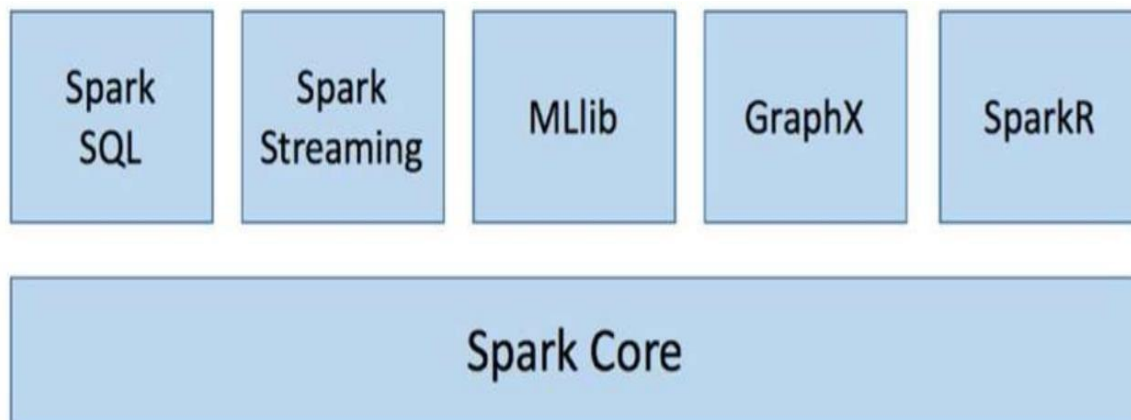 Spark
SQL
Spark
Streaming
MLlib
GraphX
SparkR
Spark Core